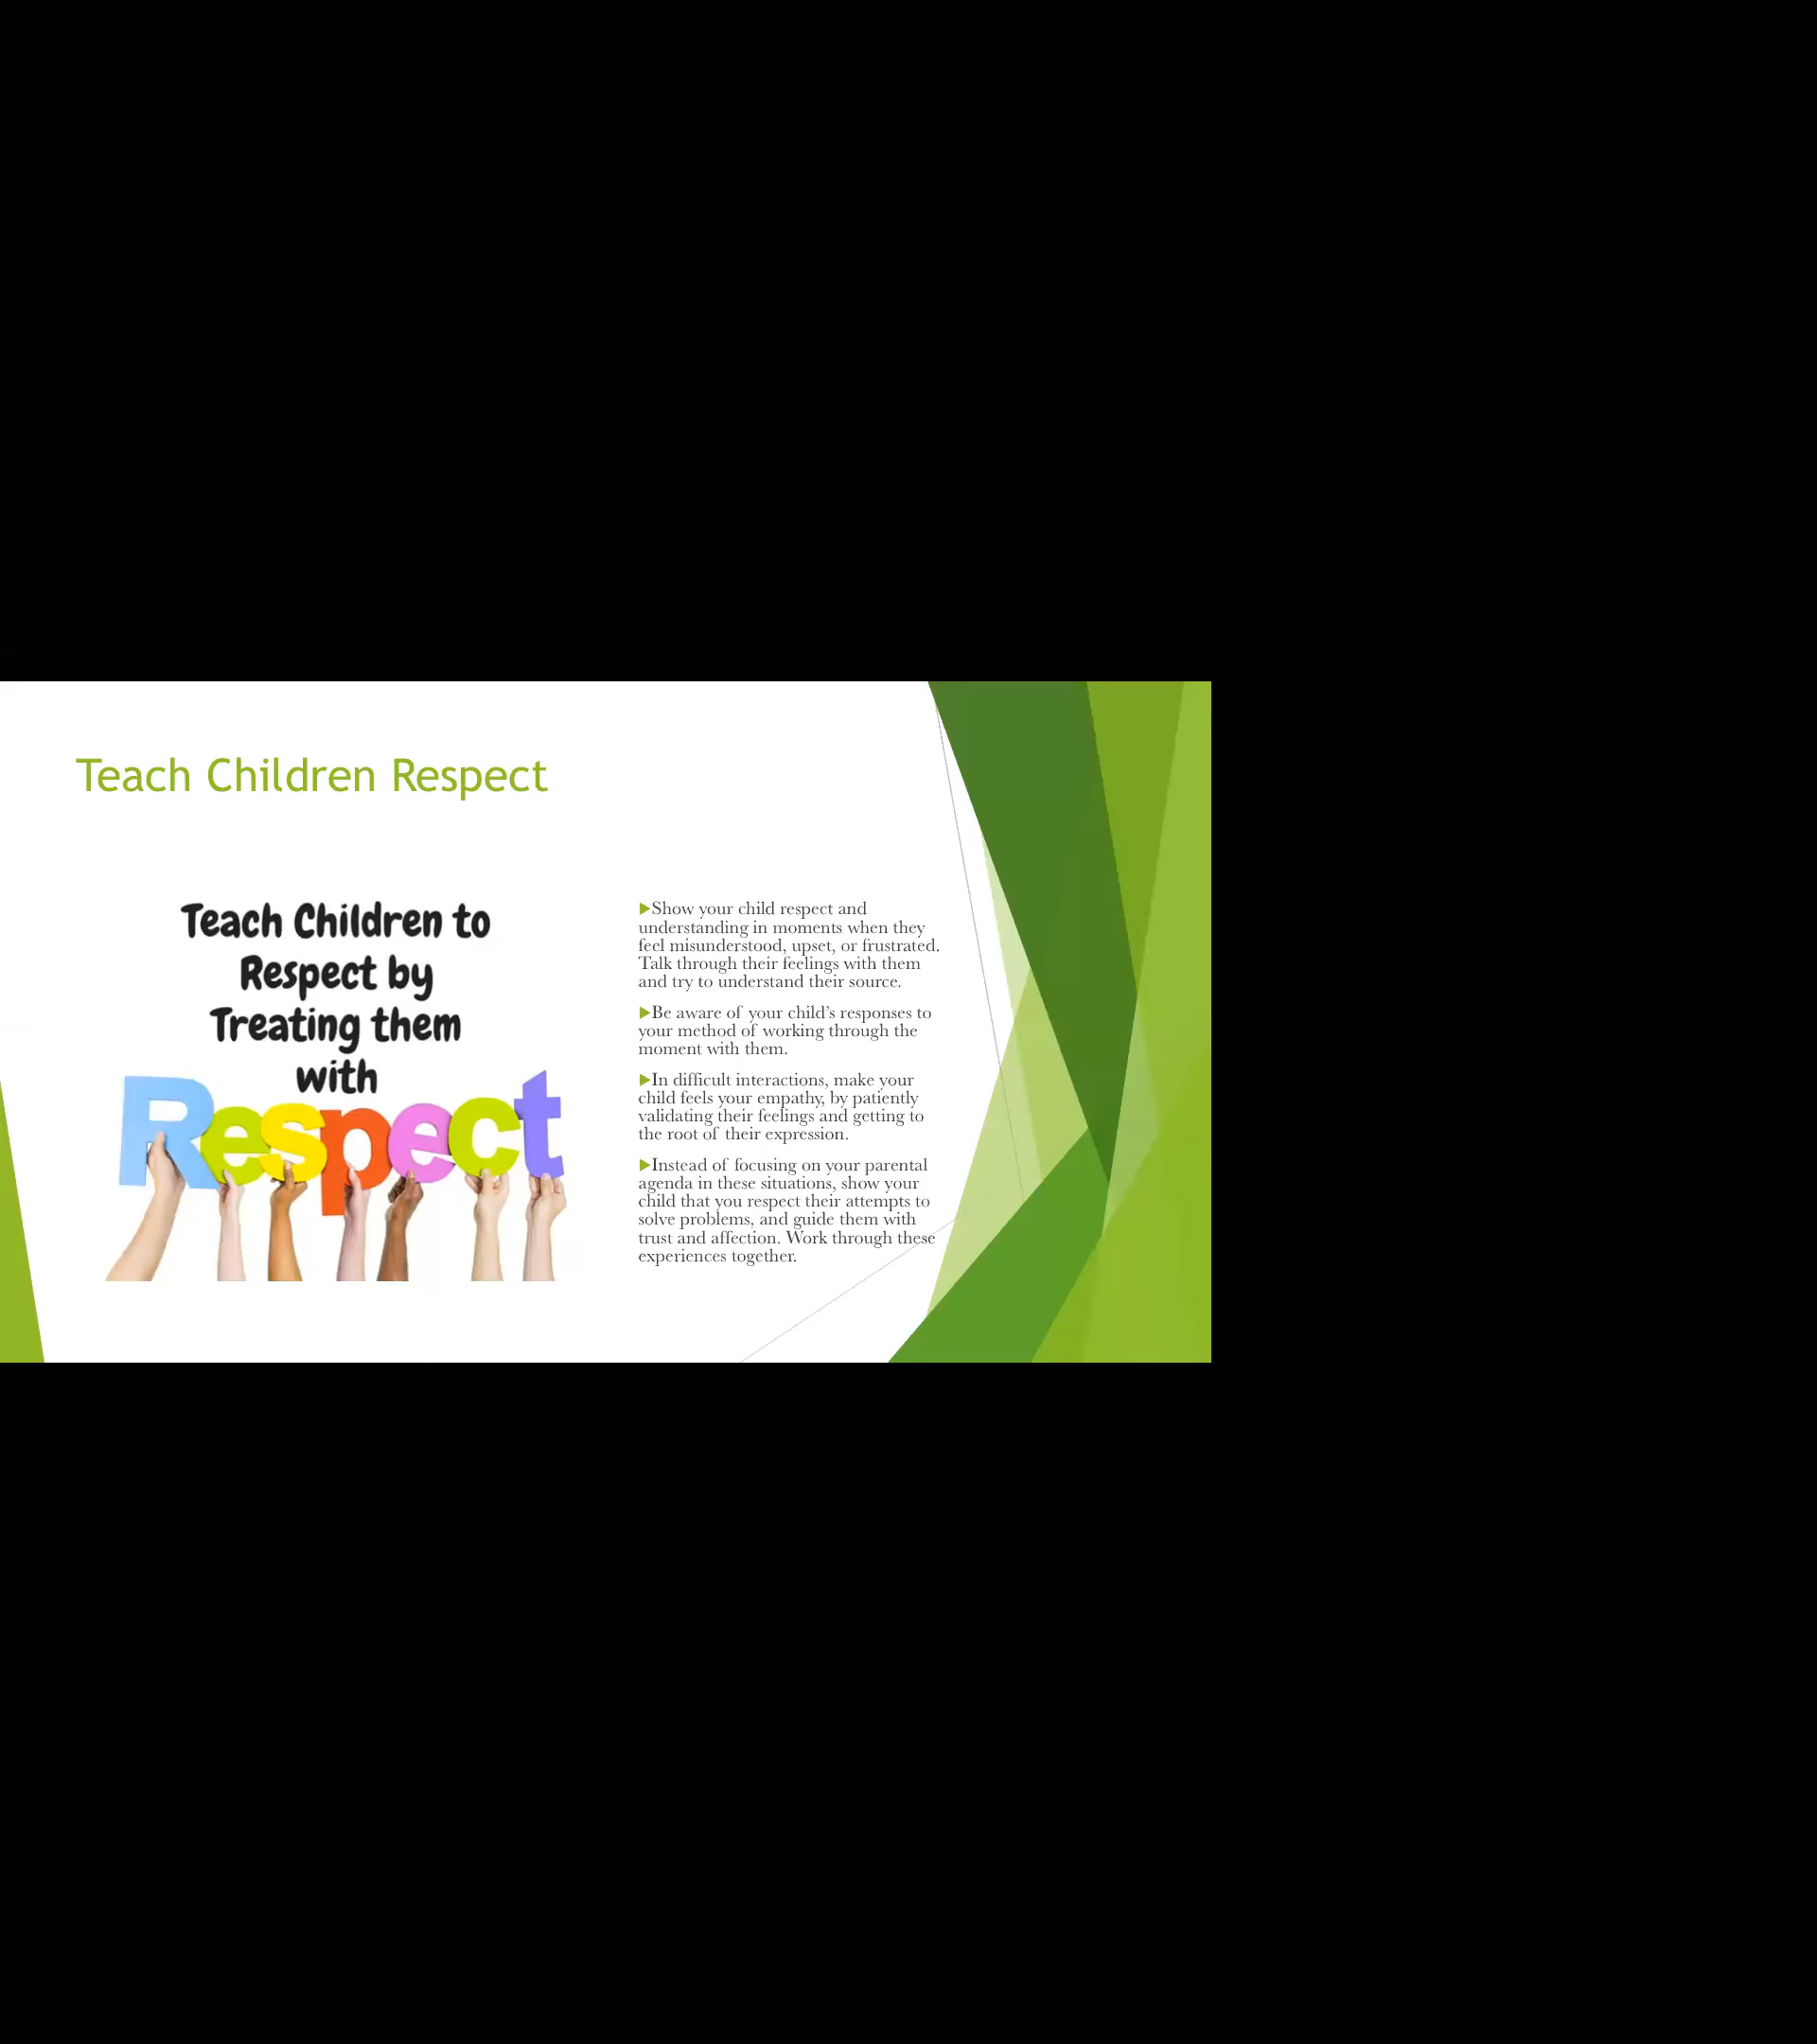 Teach Children Respect
Teach Children to
Respect by
Treating them
with
Respect
▶Show your child respect and
understanding in moments when they
feel misunderstood, upset, or frustrated.
Talk through their feelings with them
and try to understand their source.
▶Be aware of your child’s responses to
your method of working through the
moment with them.
▶In difficult interactions, make your
child feels your empathy, by patiently
validating their feelings and getting to
the root of their expression.
▶Instead of focusing on your parental
agenda in these situations, show your
child that you respect their attempts to
solve problems, and guide them with
trust and affection. Work through these
experiences together.